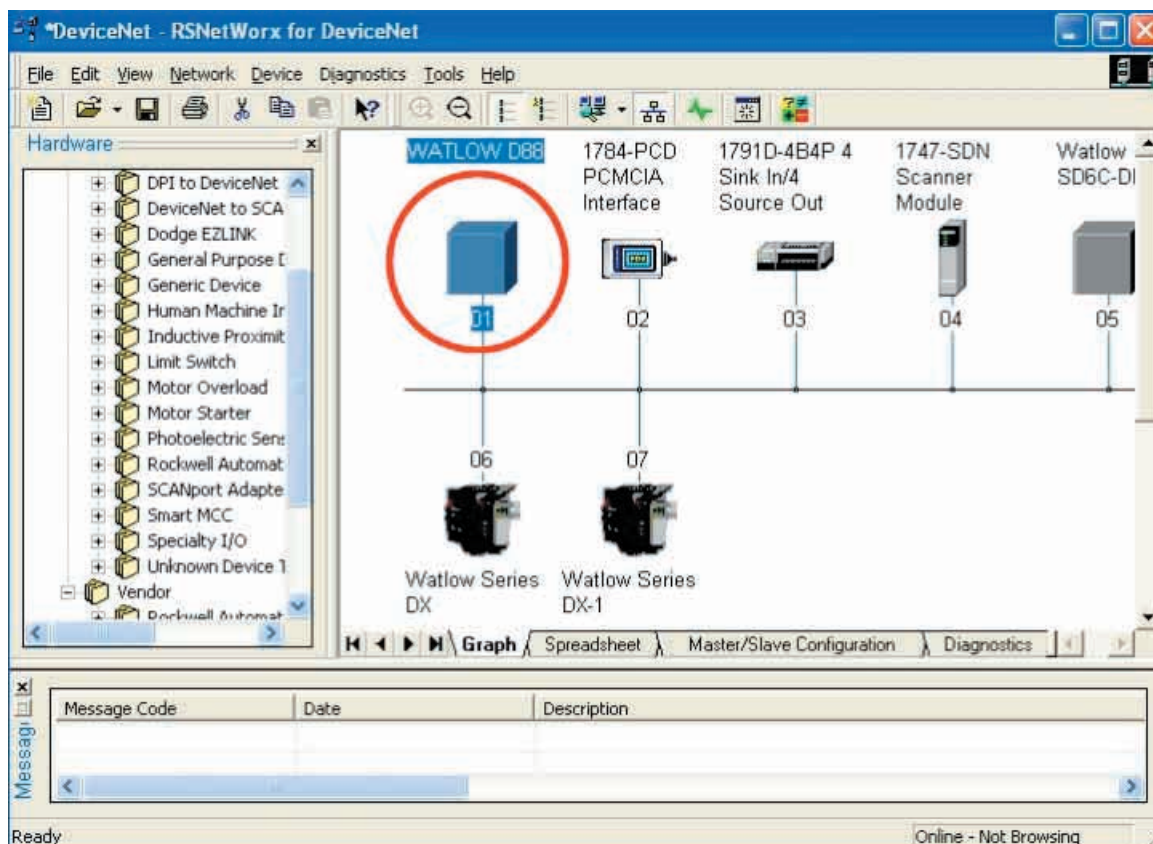 *DeviceNet - RSNetWorx for DeviceNet
File Edit View Network Device Diagnostics Tools Help
Hardware
DPI to DeviceNet
DeviceNet to SCA
Dodge EZLINK
General Purpose D
Generic Device
Human Machine Ir
Inductive Proximit
Limit Switch
Motor Overload
Motor Starter
Photoelectric Sens
Rockwell Automat
SCANport Adapte
Smart MCC
Specialty I/O
Unknown Device T
Vendor
Rockwell Automat
WATLOW D88
01
1784-PCD
PCMCIA
Interface
02
1791D-4B4P 4
Sink In/4
Source Out
03
1747-SDN
Scanner
Module
04
Watlow
05
06
Watlow Series
DX
07
Watlow Series
DX-1
Graph Spreadsheet Master/Slave Configuration Diagnostics
Message Code Date Description
Ready Online - Not Browsing